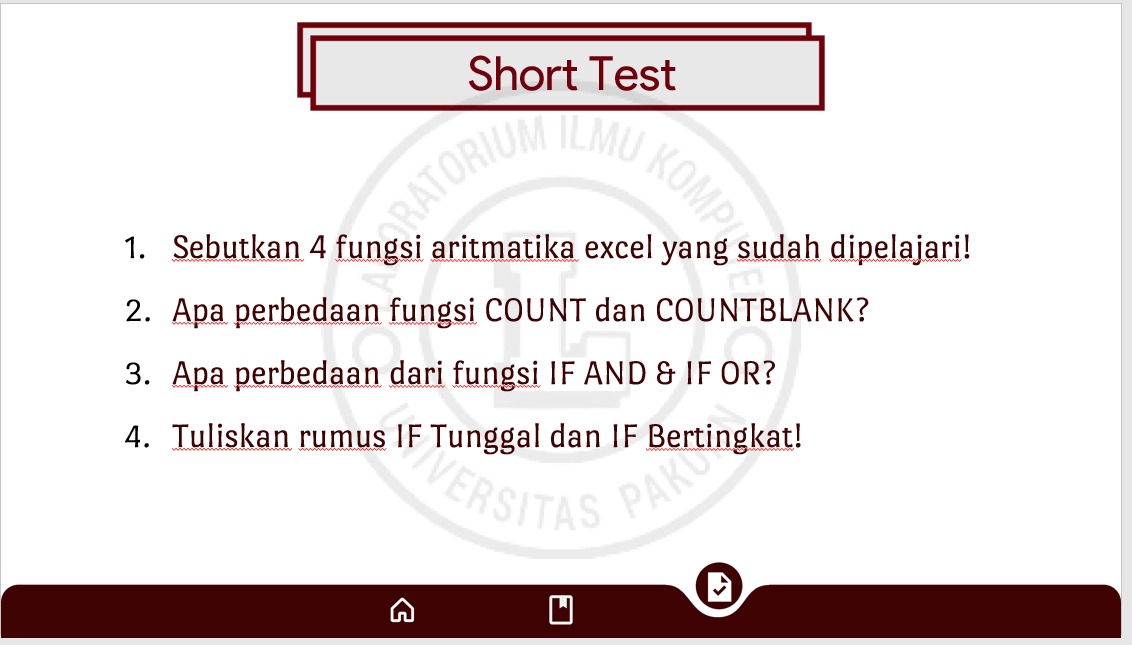 Short Test
LABORATORIUM ILMU KOMPUTER
1. Sebutkan 4 fungsi aritmatika excel yang sudah dipelajari!
2. Apa perbedaan fungsi COUNT dan COUNTBLANK?
3. Apa perbedaan dari fungsi IF AND & IF OR?
4. Tuliskan rumus IF Tunggal dan IF Bertingkat!
UNIVERSITAS PAKUAN